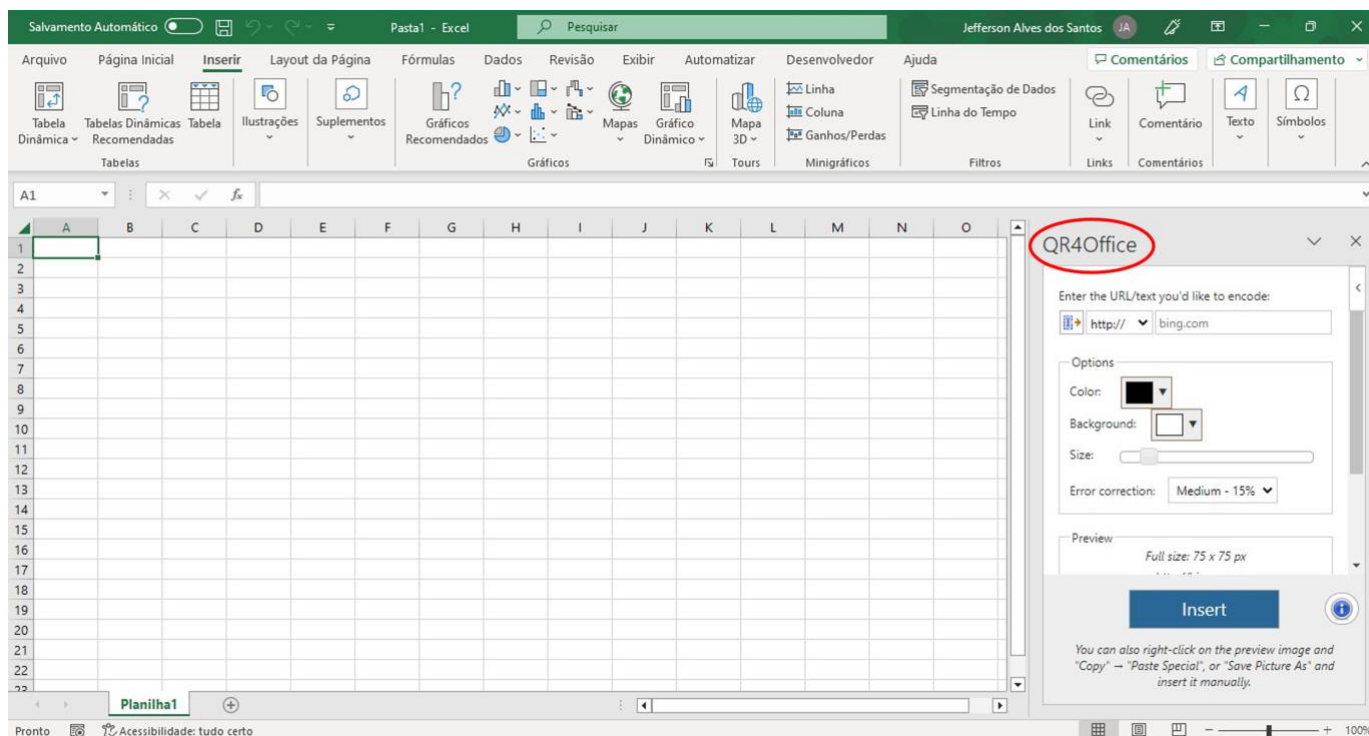 Salvamento Automático Pasta1 - Excel Pesquisar Jefferson Alves dos Santos JA
Arquivo Página Inicial Inserir Layout da Página Fórmulas Dados Revisão Exibir Automatizar Desenvolvedor Ajuda Comentários Compartilhamento
Tabela Dinâmica
Tabelas Dinâmicas Recomendadas
Tabela
Ilustrações
Suplementos
Gráficos Recomendados
Mapas
Gráfico Dinâmico
Mapa 3D
Linha
Coluna
Ganhos/Perdas
Segmentação de Dados
Linha do Tempo
Link
Comentário
Texto
Símbolos
Tabelas Gráficos Tours Minigráficos Filtros Links Comentários
A1 fx
A B C D E F G H I J K L M N O
1
2
3
4
5
6
7
8
9
10
11
12
13
14
15
16
17
18
19
20
21
22
23
QR4Office
Enter the URL/text you'd like to encode:
http:// bing.com
Options
Color:
Background:
Size:
Error correction: Medium - 15%
Preview
Full size: 75 x 75 px
Insert
You can also right-click on the preview image and
"Copy" → "Paste Special", or "Save Picture As" and
insert it manually.
Planilha1
Pronto Acessibilidade: tudo certo 100%